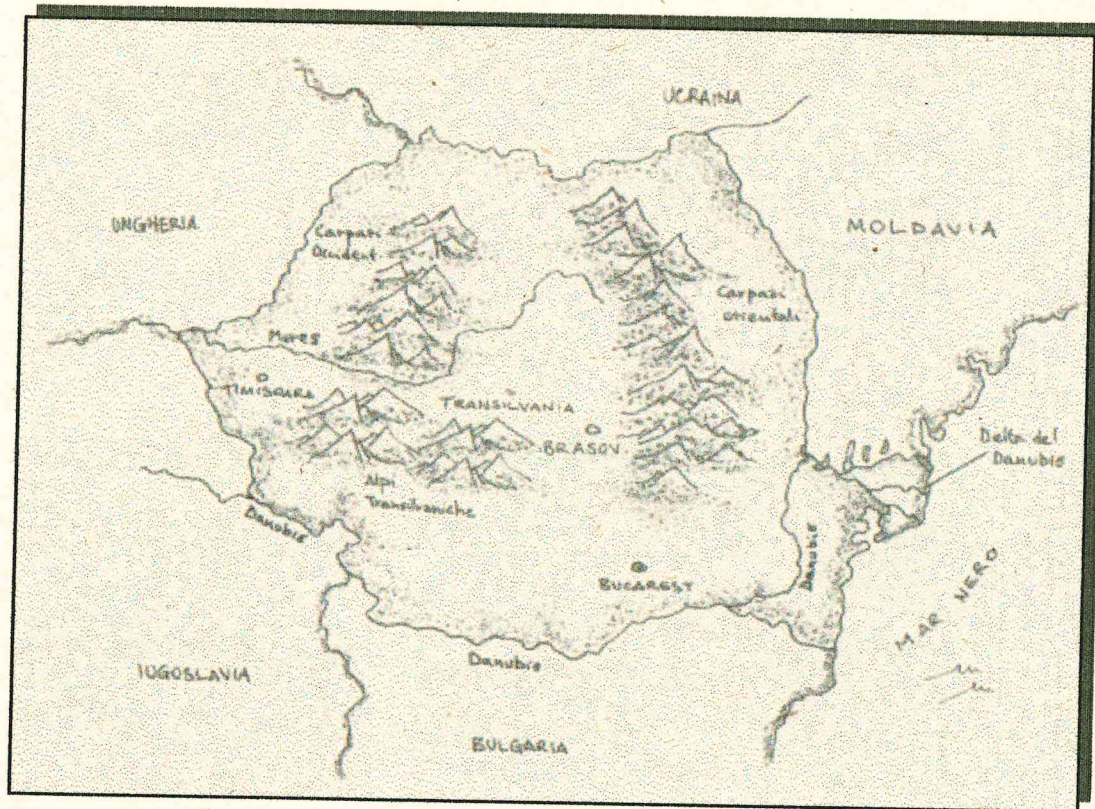 UCRAINA
UNGHERIA
MOLDAVIA
Carpazi
Occident.
Carpazi
orientali
Mures
TIMISOARA
TRANSILVANIA
BRASOV
Delta del
Danubio
Alpi
Transilvaniche
Danubio
Danubio
BUCAREST
MAR NERO
Danubio
IUGOSLAVIA
BULGARIA